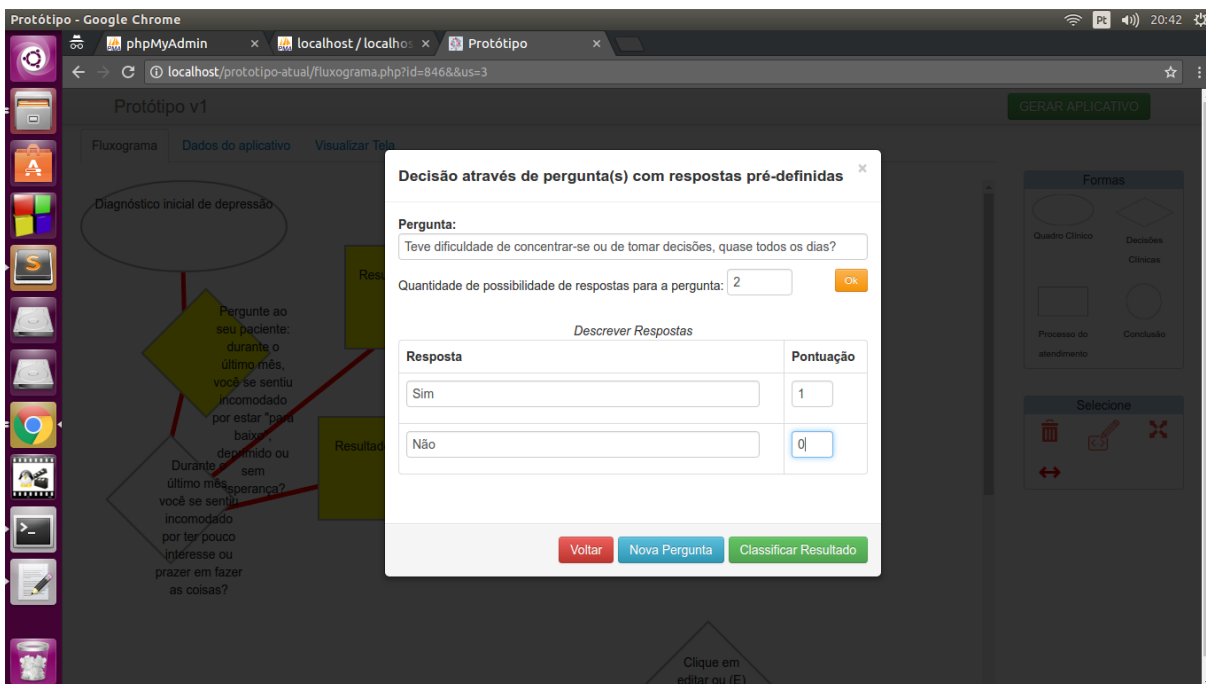 Protótipo - Google Chrome
Pt
20:42
phpMyAdmin
localhost / localhos
Protótipo
localhost/prototipo-atual/fluxograma.php?id=846&&us=3
Protótipo v1
GERAR APLICATIVO
Fluxograma
Dados do aplicativo
Visualizar Tela
Decisão através de pergunta(s) com respostas pré-definidas
×
Pergunta:
Teve dificuldade de concentrar-se ou de tomar decisões, quase todos os dias?
Quantidade de possibilidade de respostas para a pergunta:
2
Ok
Descrever Respostas
Resposta
Pontuação
Sim
1
Não
0
Voltar
Nova Pergunta
Classificar Resultado
Diagnóstico inicial de depressão
Pergunte ao
seu paciente:
durante o
último mês,
você se sentiu
incomodado
por estar "para
baixo",
deprimido ou
sem
esperança?
Durante o
último mês,
você se sentiu
incomodado
por ter pouco
interesse ou
prazer em fazer
as coisas?
Resultad
Clique em
editar ou (E)
Formas
Quadro Clínico
Decisões
Clínicas
Processo do
atendimento
Conclusão
Selecione